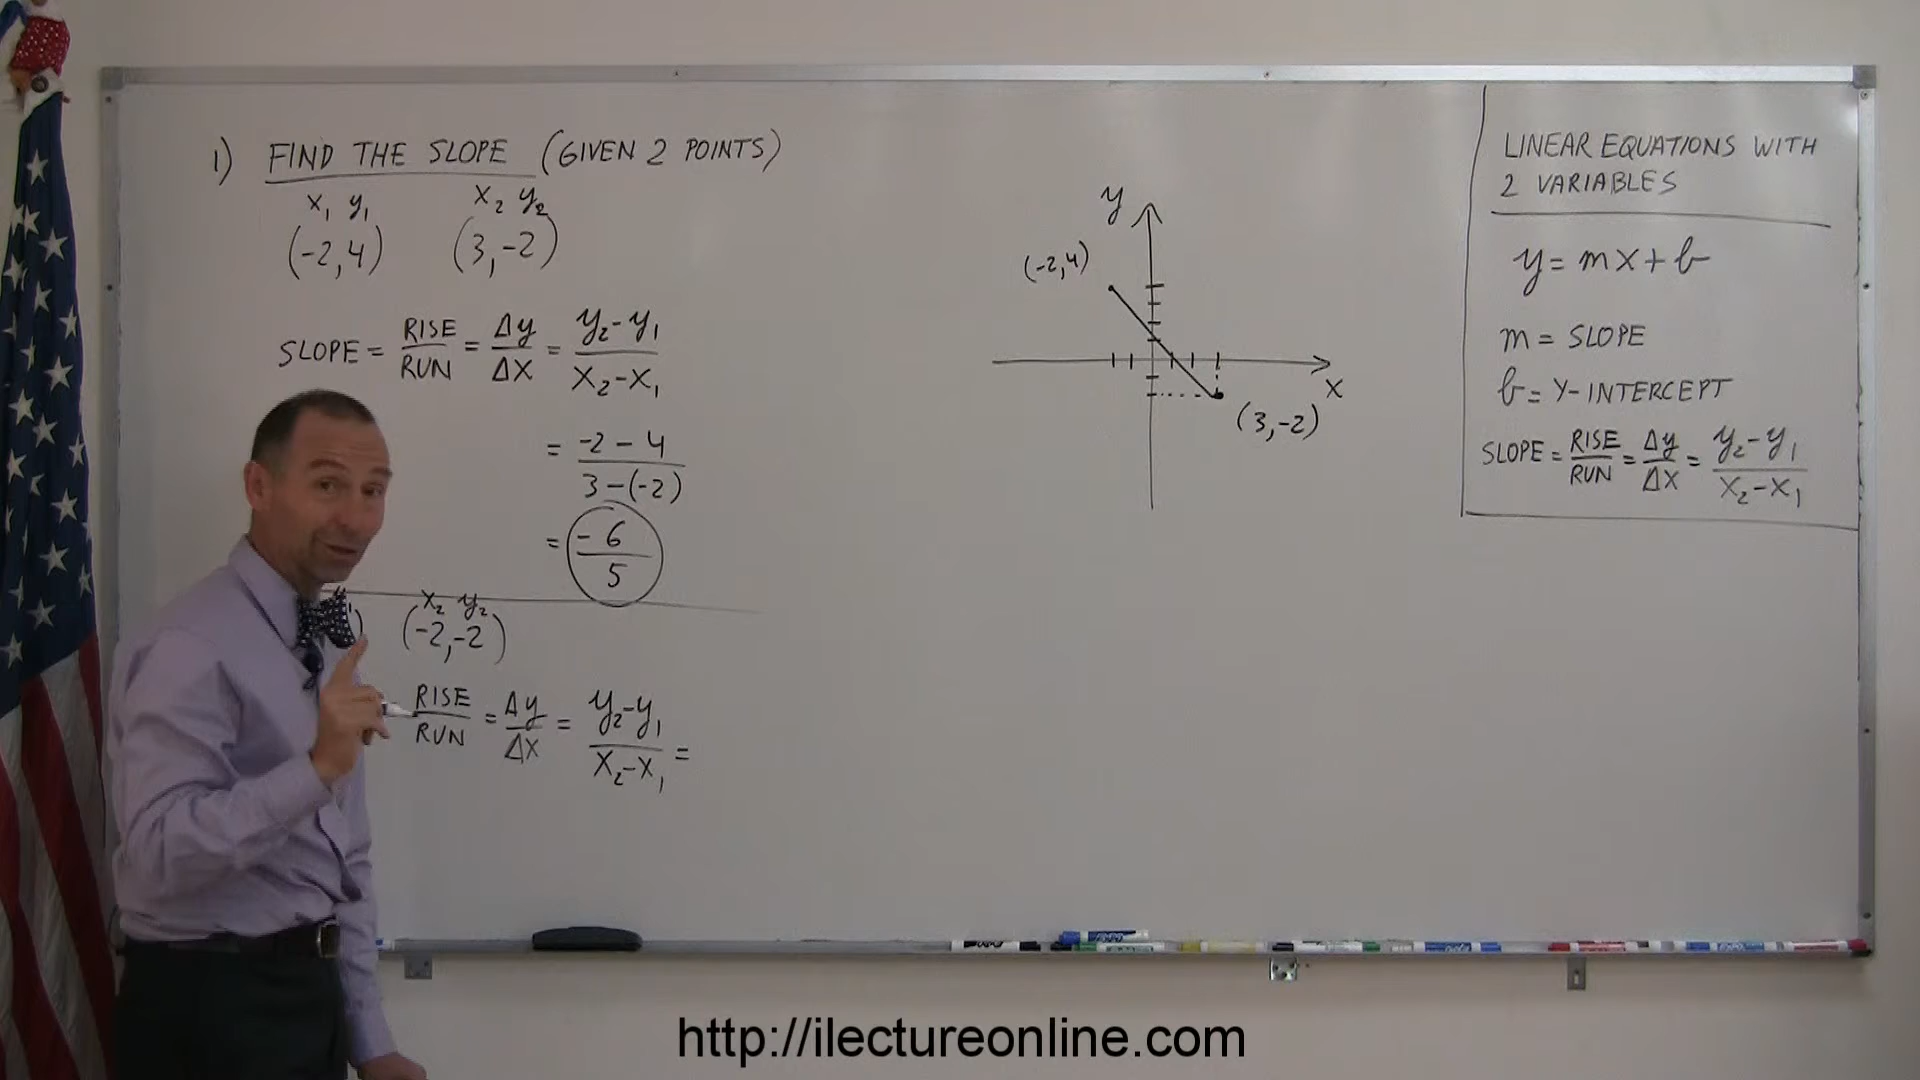 1) FIND THE SLOPE (GIVEN 2 POINTS)
x₁ y₁ x₂ y₂
(-2,4) (3,-2)
SLOPE = RISE/RUN = Δy/Δx = y₂-y₁/x₂-x₁
= -2-4/3-(-2)
= -6/5
x₂ y₂
(-2,-2)
RISE/RUN = Δy/Δx = y₂-y₁/x₂-x₁ =
y
(-2,4)
x
(3,-2)
LINEAR EQUATIONS WITH
2 VARIABLES
y = mx + b
m = SLOPE
b = Y-INTERCEPT
SLOPE = RISE/RUN = Δy/Δx = y₂-y₁/x₂-x₁
http://ilectureonline.com